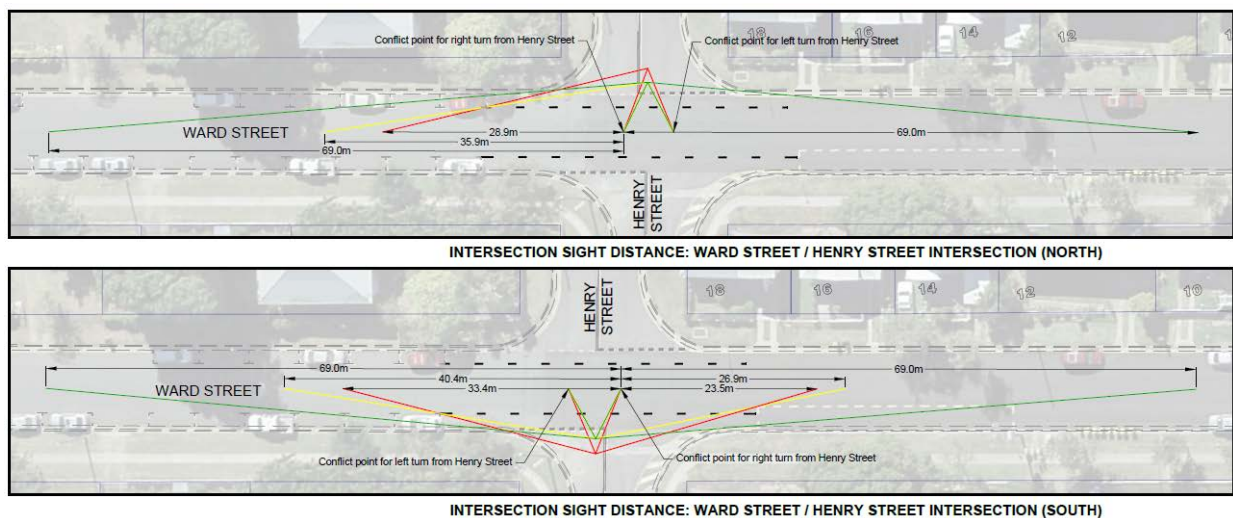 18
16
14
12
Conflict point for right turn from Henry Street
Conflict point for left turn from Henry Street
WARD STREET
28.9m
69.0m
35.9m
69.0m
HENRY
STREET
INTERSECTION SIGHT DISTANCE: WARD STREET / HENRY STREET INTERSECTION (NORTH)
HENRY
STREET
18
16
14
12
10
69.0m
69.0m
WARD STREET
40.4m
26.9m
33.4m
23.5m
Conflict point for left turn from Henry Street
Conflict point for right turn from Henry Street
INTERSECTION SIGHT DISTANCE: WARD STREET / HENRY STREET INTERSECTION (SOUTH)